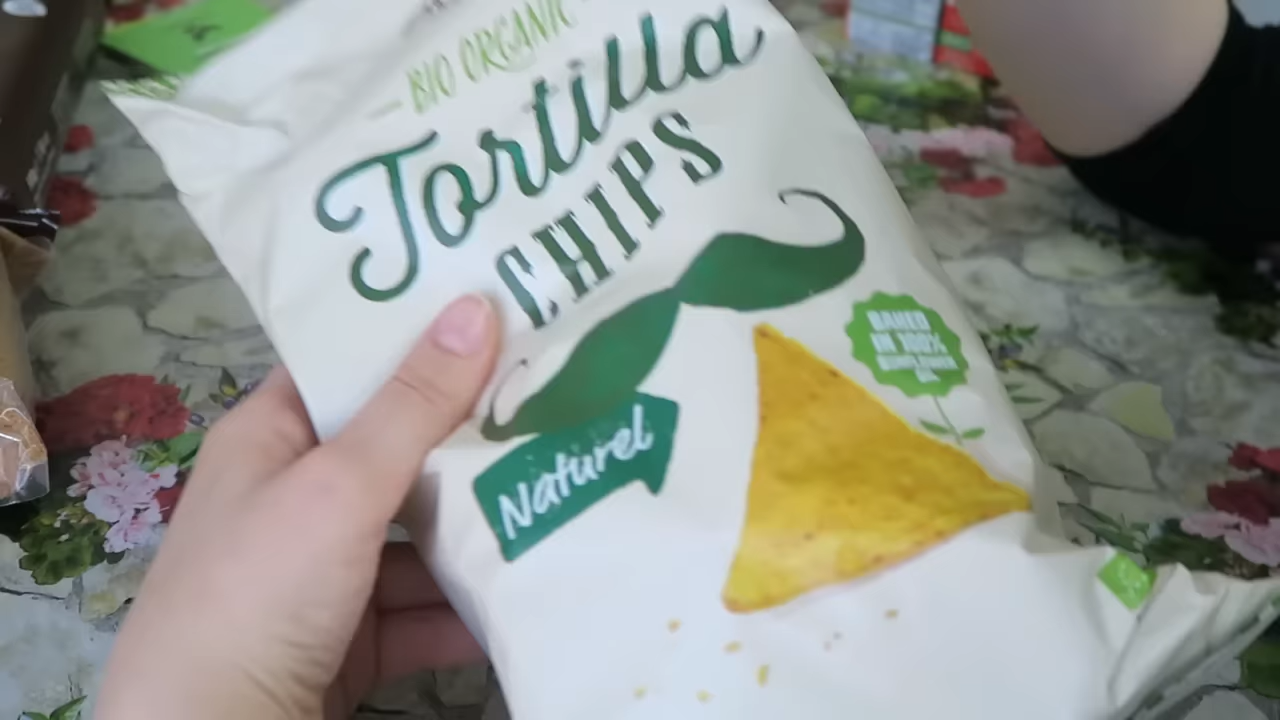 BIO ORGANIC
Tortilla
CHIPS
Naturel
BAKED
IN 100%